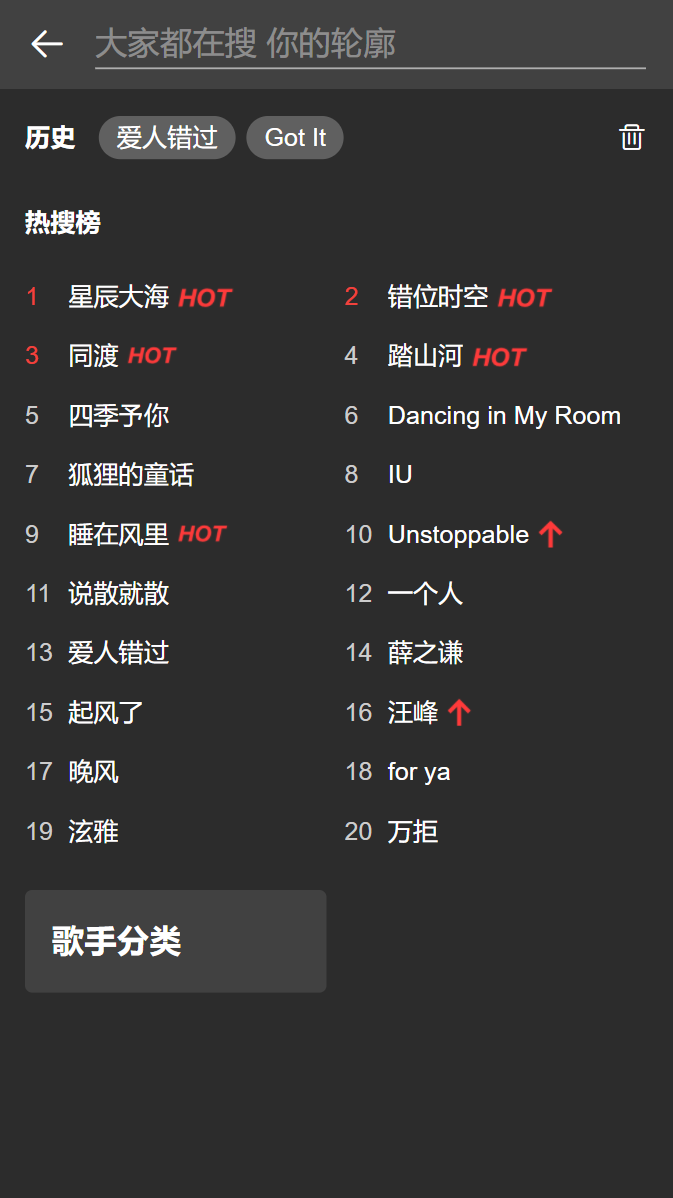 大家都在搜 你的轮廓
历史 爱人错过 Got It
热搜榜
1 星辰大海 HOT 2 错位时空 HOT
3 同渡 HOT 4 踏山河 HOT
5 四季予你 6 Dancing in My Room
7 狐狸的童话 8 IU
9 睡在风里 HOT 10 Unstoppable
11 说散就散 12 一个人
13 爱人错过 14 薛之谦
15 起风了 16 汪峰
17 晚风 18 for ya
19 泫雅 20 万拒
歌手分类